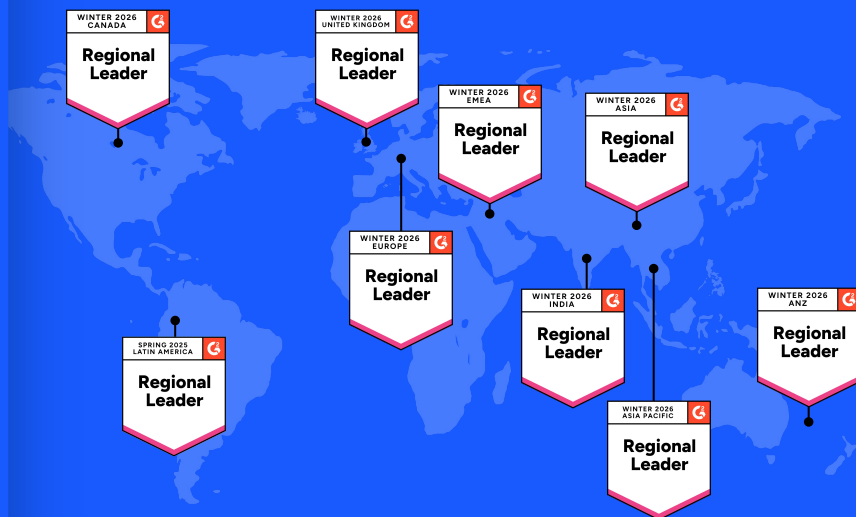 WINTER 2026
CANADA
Regional
Leader
WINTER 2026
UNITED KINGDOM
Regional
Leader
WINTER 2026
EMEA
Regional
Leader
WINTER 2026
ASIA
Regional
Leader
WINTER 2026
EUROPE
Regional
Leader
WINTER 2026
INDIA
Regional
Leader
WINTER 2026
ANZ
Regional
Leader
SPRING 2025
LATIN AMERICA
Regional
Leader
WINTER 2026
ASIA PACIFIC
Regional
Leader